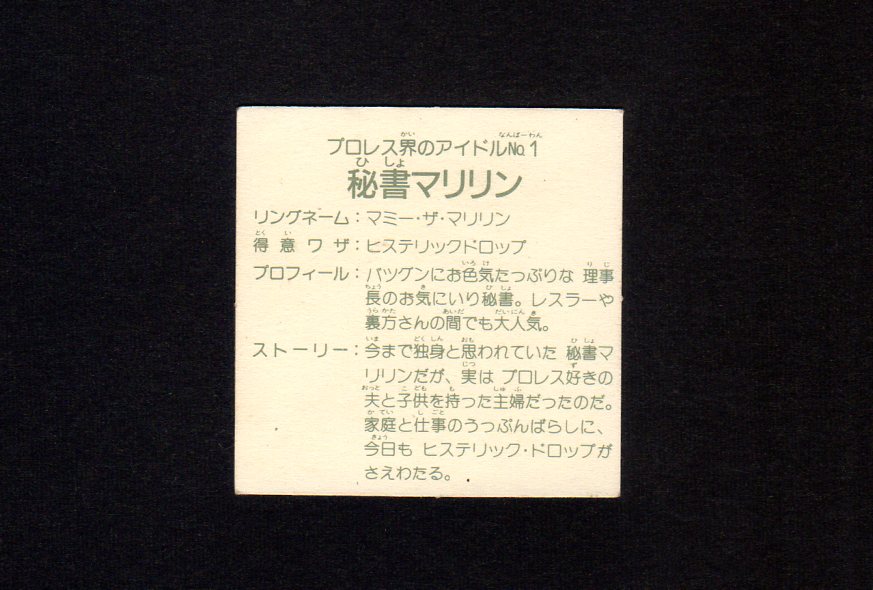 プロレス界のアイドルNo.1
秘書マリリン
リングネーム：マミー・ザ・マリリン
得意ワザ：ヒステリックドロップ
プロフィール：バツグンにお色気たっぷりな 理事
長のお気にいり秘書。レスラーや
裏方さんの間でも大人気。
ストーリー：今まで独身と思われていた 秘書マ
リリンだが、実は プロレス好きの
夫と子供を持った主婦だったのだ。
家庭と仕事のうっぷんばらしに、
今日も ヒステリック・ドロップが
さえわたる。